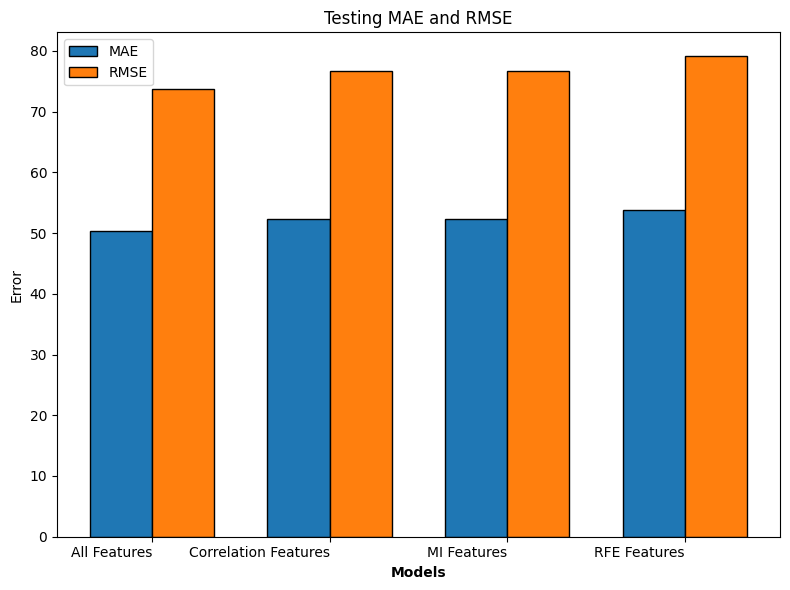 Testing MAE and RMSE
MAE
RMSE
80
70
60
50
40
30
20
10
0
Error
All Features
Correlation Features
MI Features
RFE Features
Models